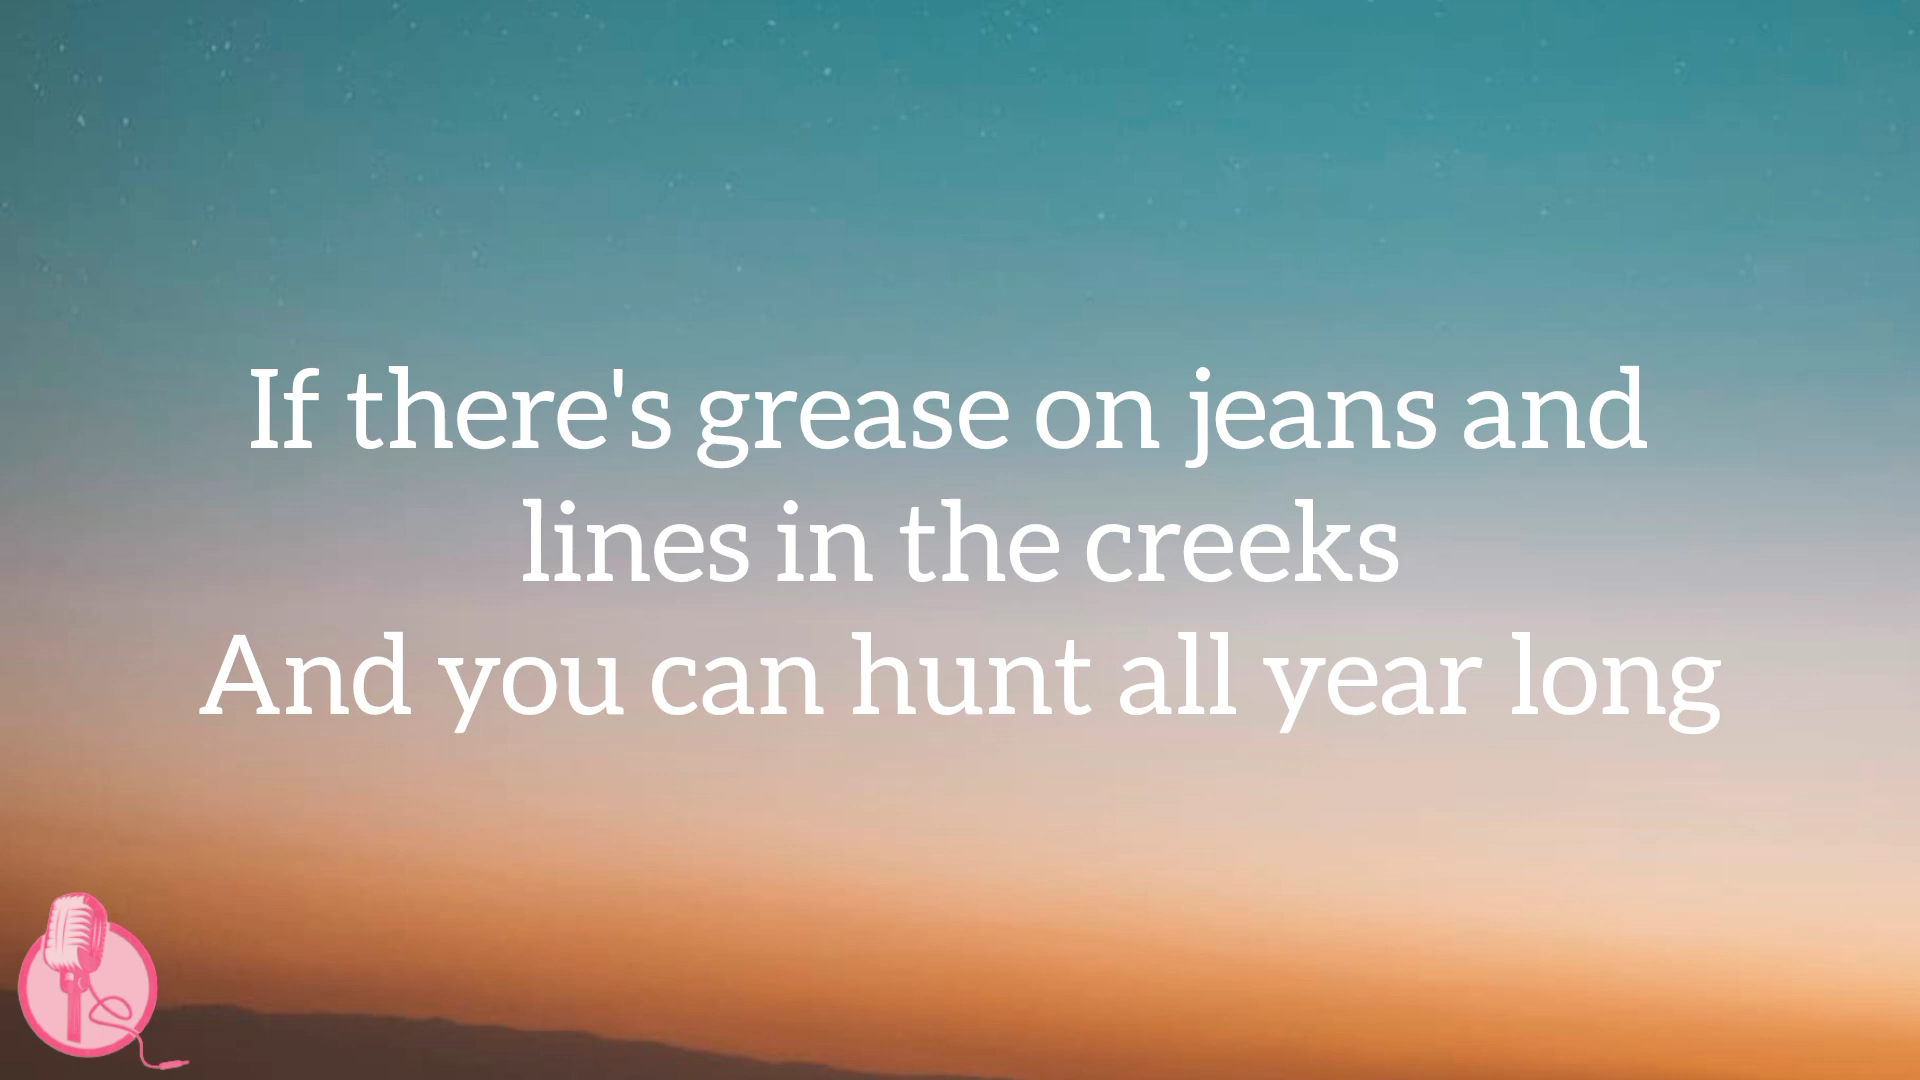 If there's grease on jeans and
lines in the creeks
And you can hunt all year long